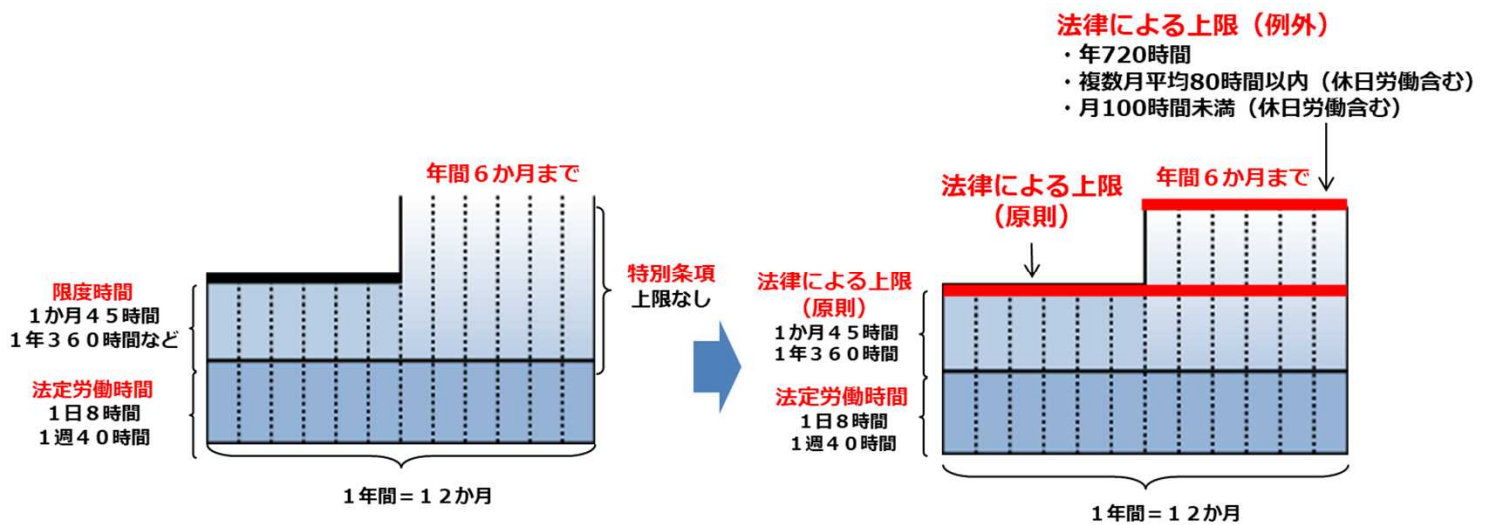 年間６か月まで
限度時間
１か月４５時間
１年３６０時間など
法定労働時間
１日８時間
１週４０時間
特別条項
上限なし
１年間＝１２か月
法律による上限（例外）
・年720時間
・複数月平均80時間以内（休日労働含む）
・月100時間未満（休日労働含む）
法律による上限
（原則）
年間６か月まで
法律による上限
（原則）
１か月４５時間
１年３６０時間
法定労働時間
１日８時間
１週４０時間
１年間＝１２か月